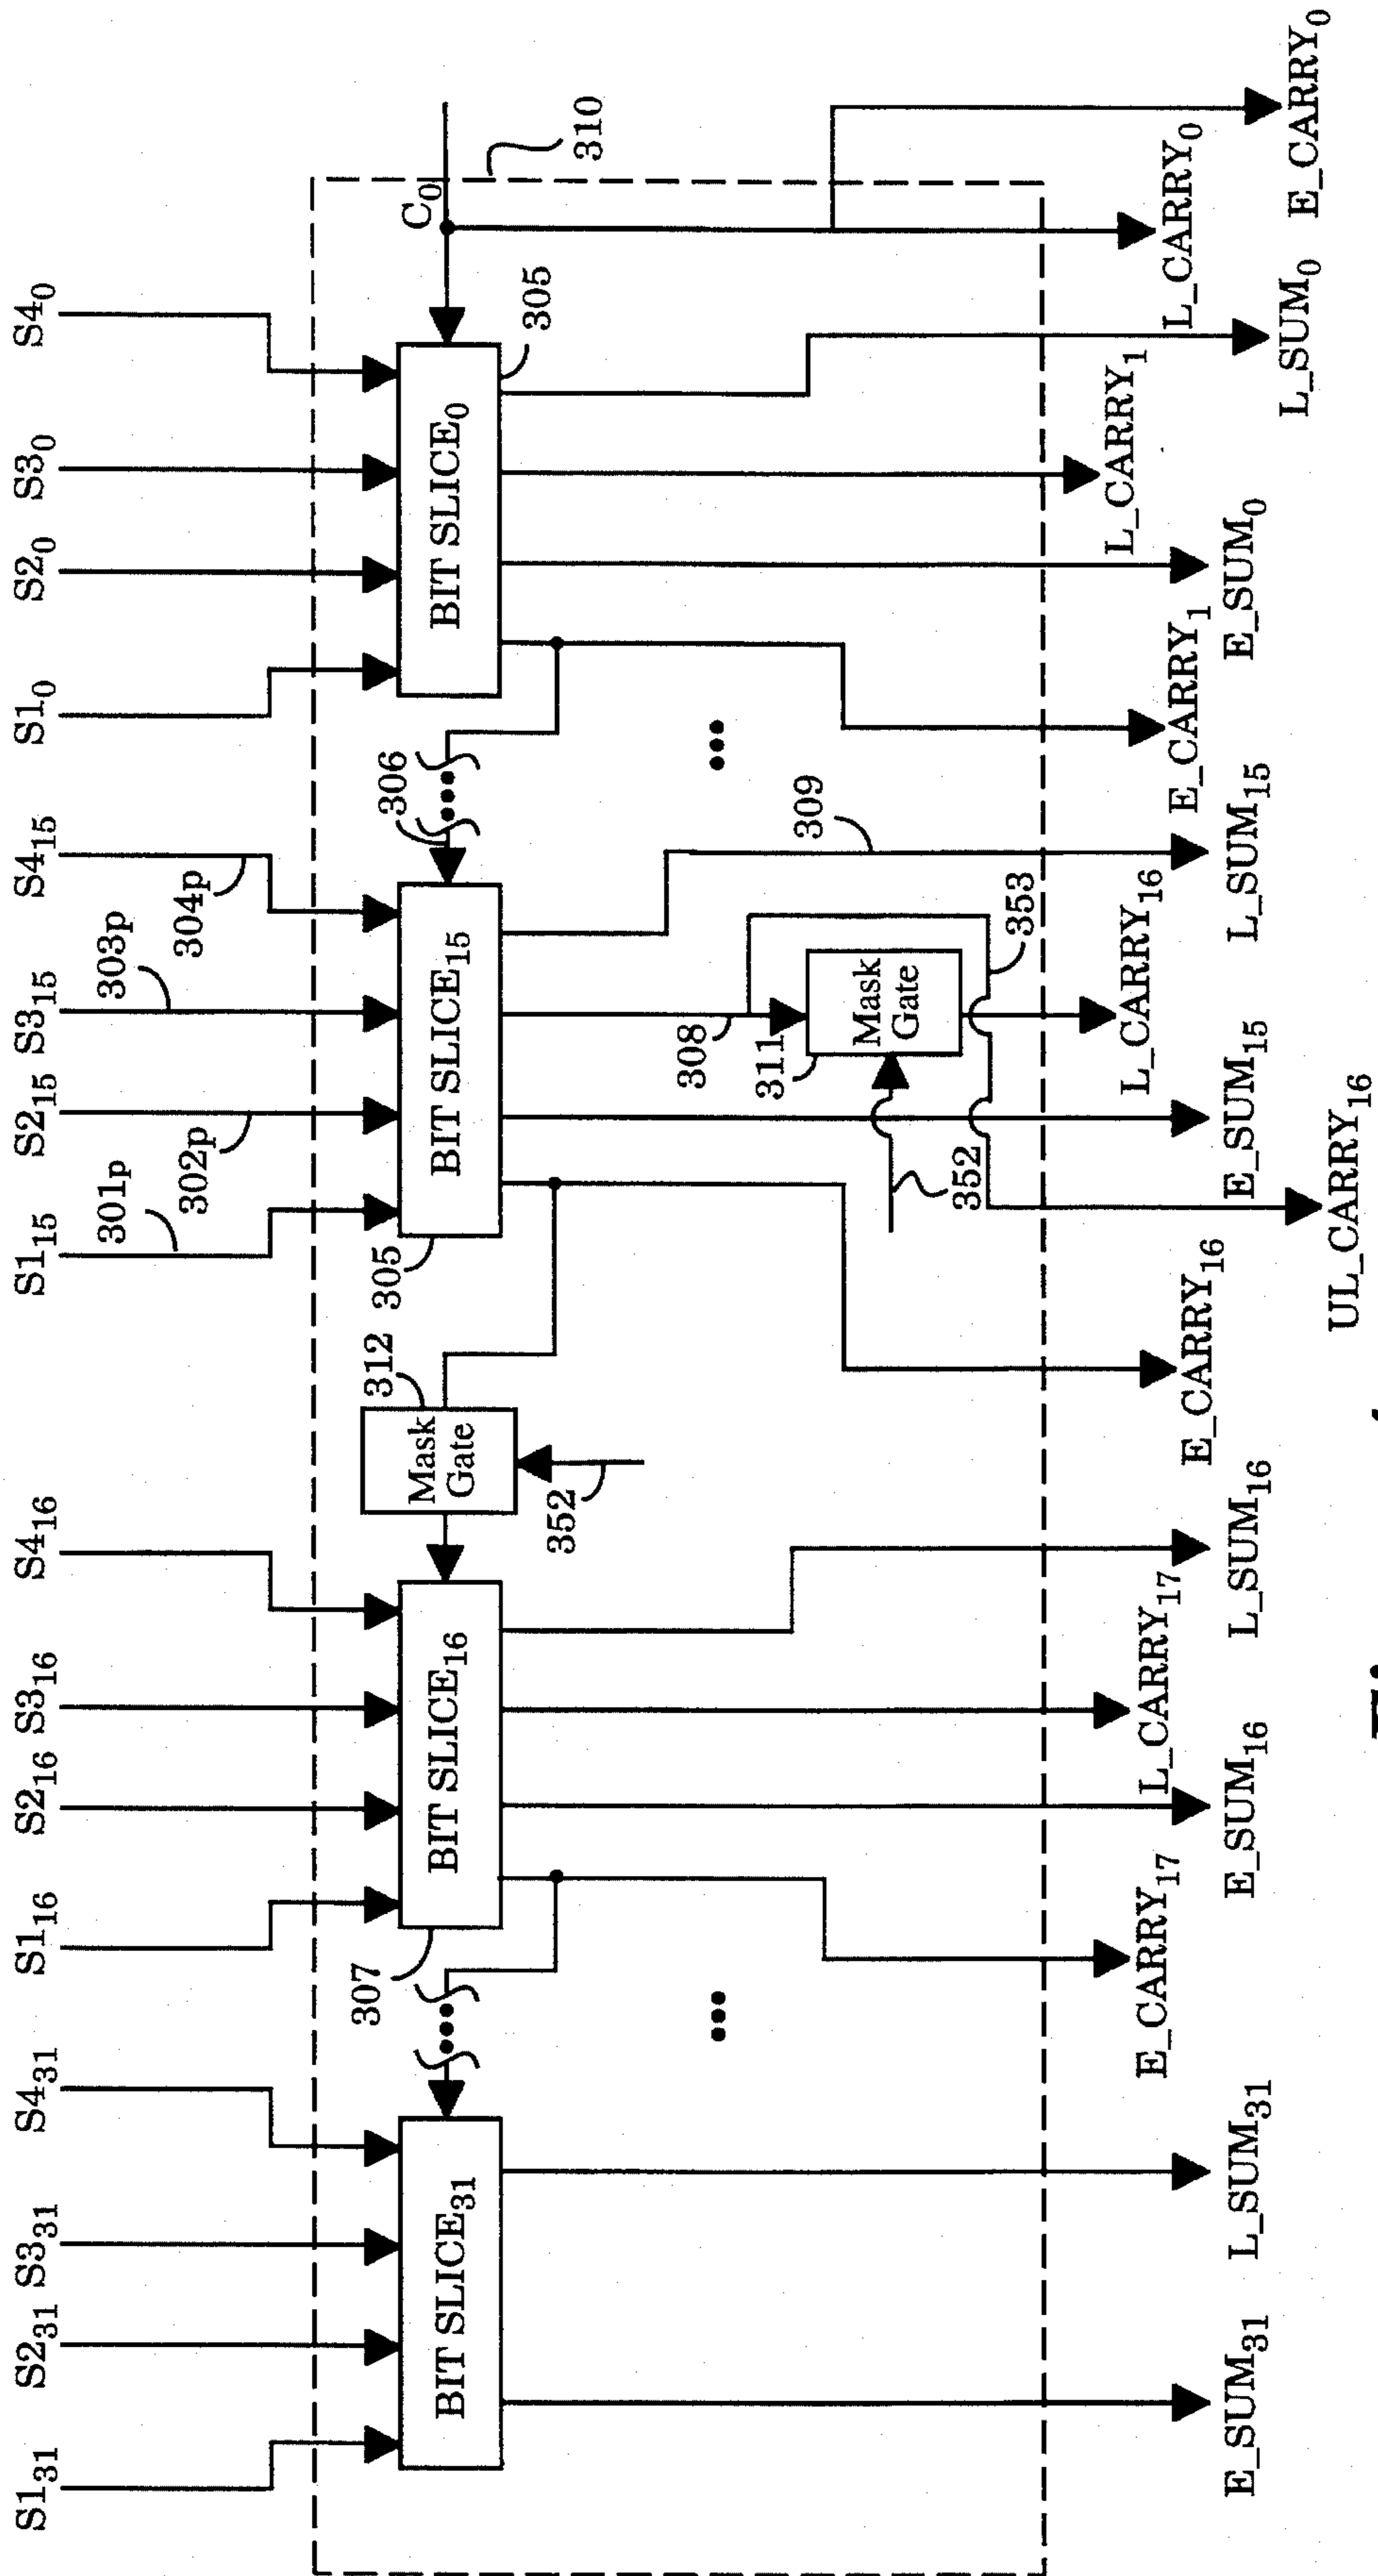 S1₃₁ S2₃₁ S3₃₁ S4₃₁ S1₁₆ S2₁₆ S3₁₆ S4₁₆ S1₁₅ S2₁₅ S3₁₅ S4₁₅ S1₀ S2₀ S3₀ S4₀
301p
302p
303p
304p
BIT SLICE₃₁
307
BIT SLICE₁₆
312
Mask
Gate
352
305
BIT SLICE₁₅
306
BIT SLICE₀
305
C₀
310
308
311
Mask
Gate
352
353
309
E_SUM₃₁
L_SUM₃₁
E_CARRY₁₇
E_SUM₁₆
L_CARRY₁₇
L_SUM₁₆
E_CARRY₁₆
UL_CARRY₁₆
E_SUM₁₅
L_CARRY₁₆
L_SUM₁₅
E_CARRY₁
E_SUM₀
L_CARRY₁
L_SUM₀
L_CARRY₀
E_CARRY₀